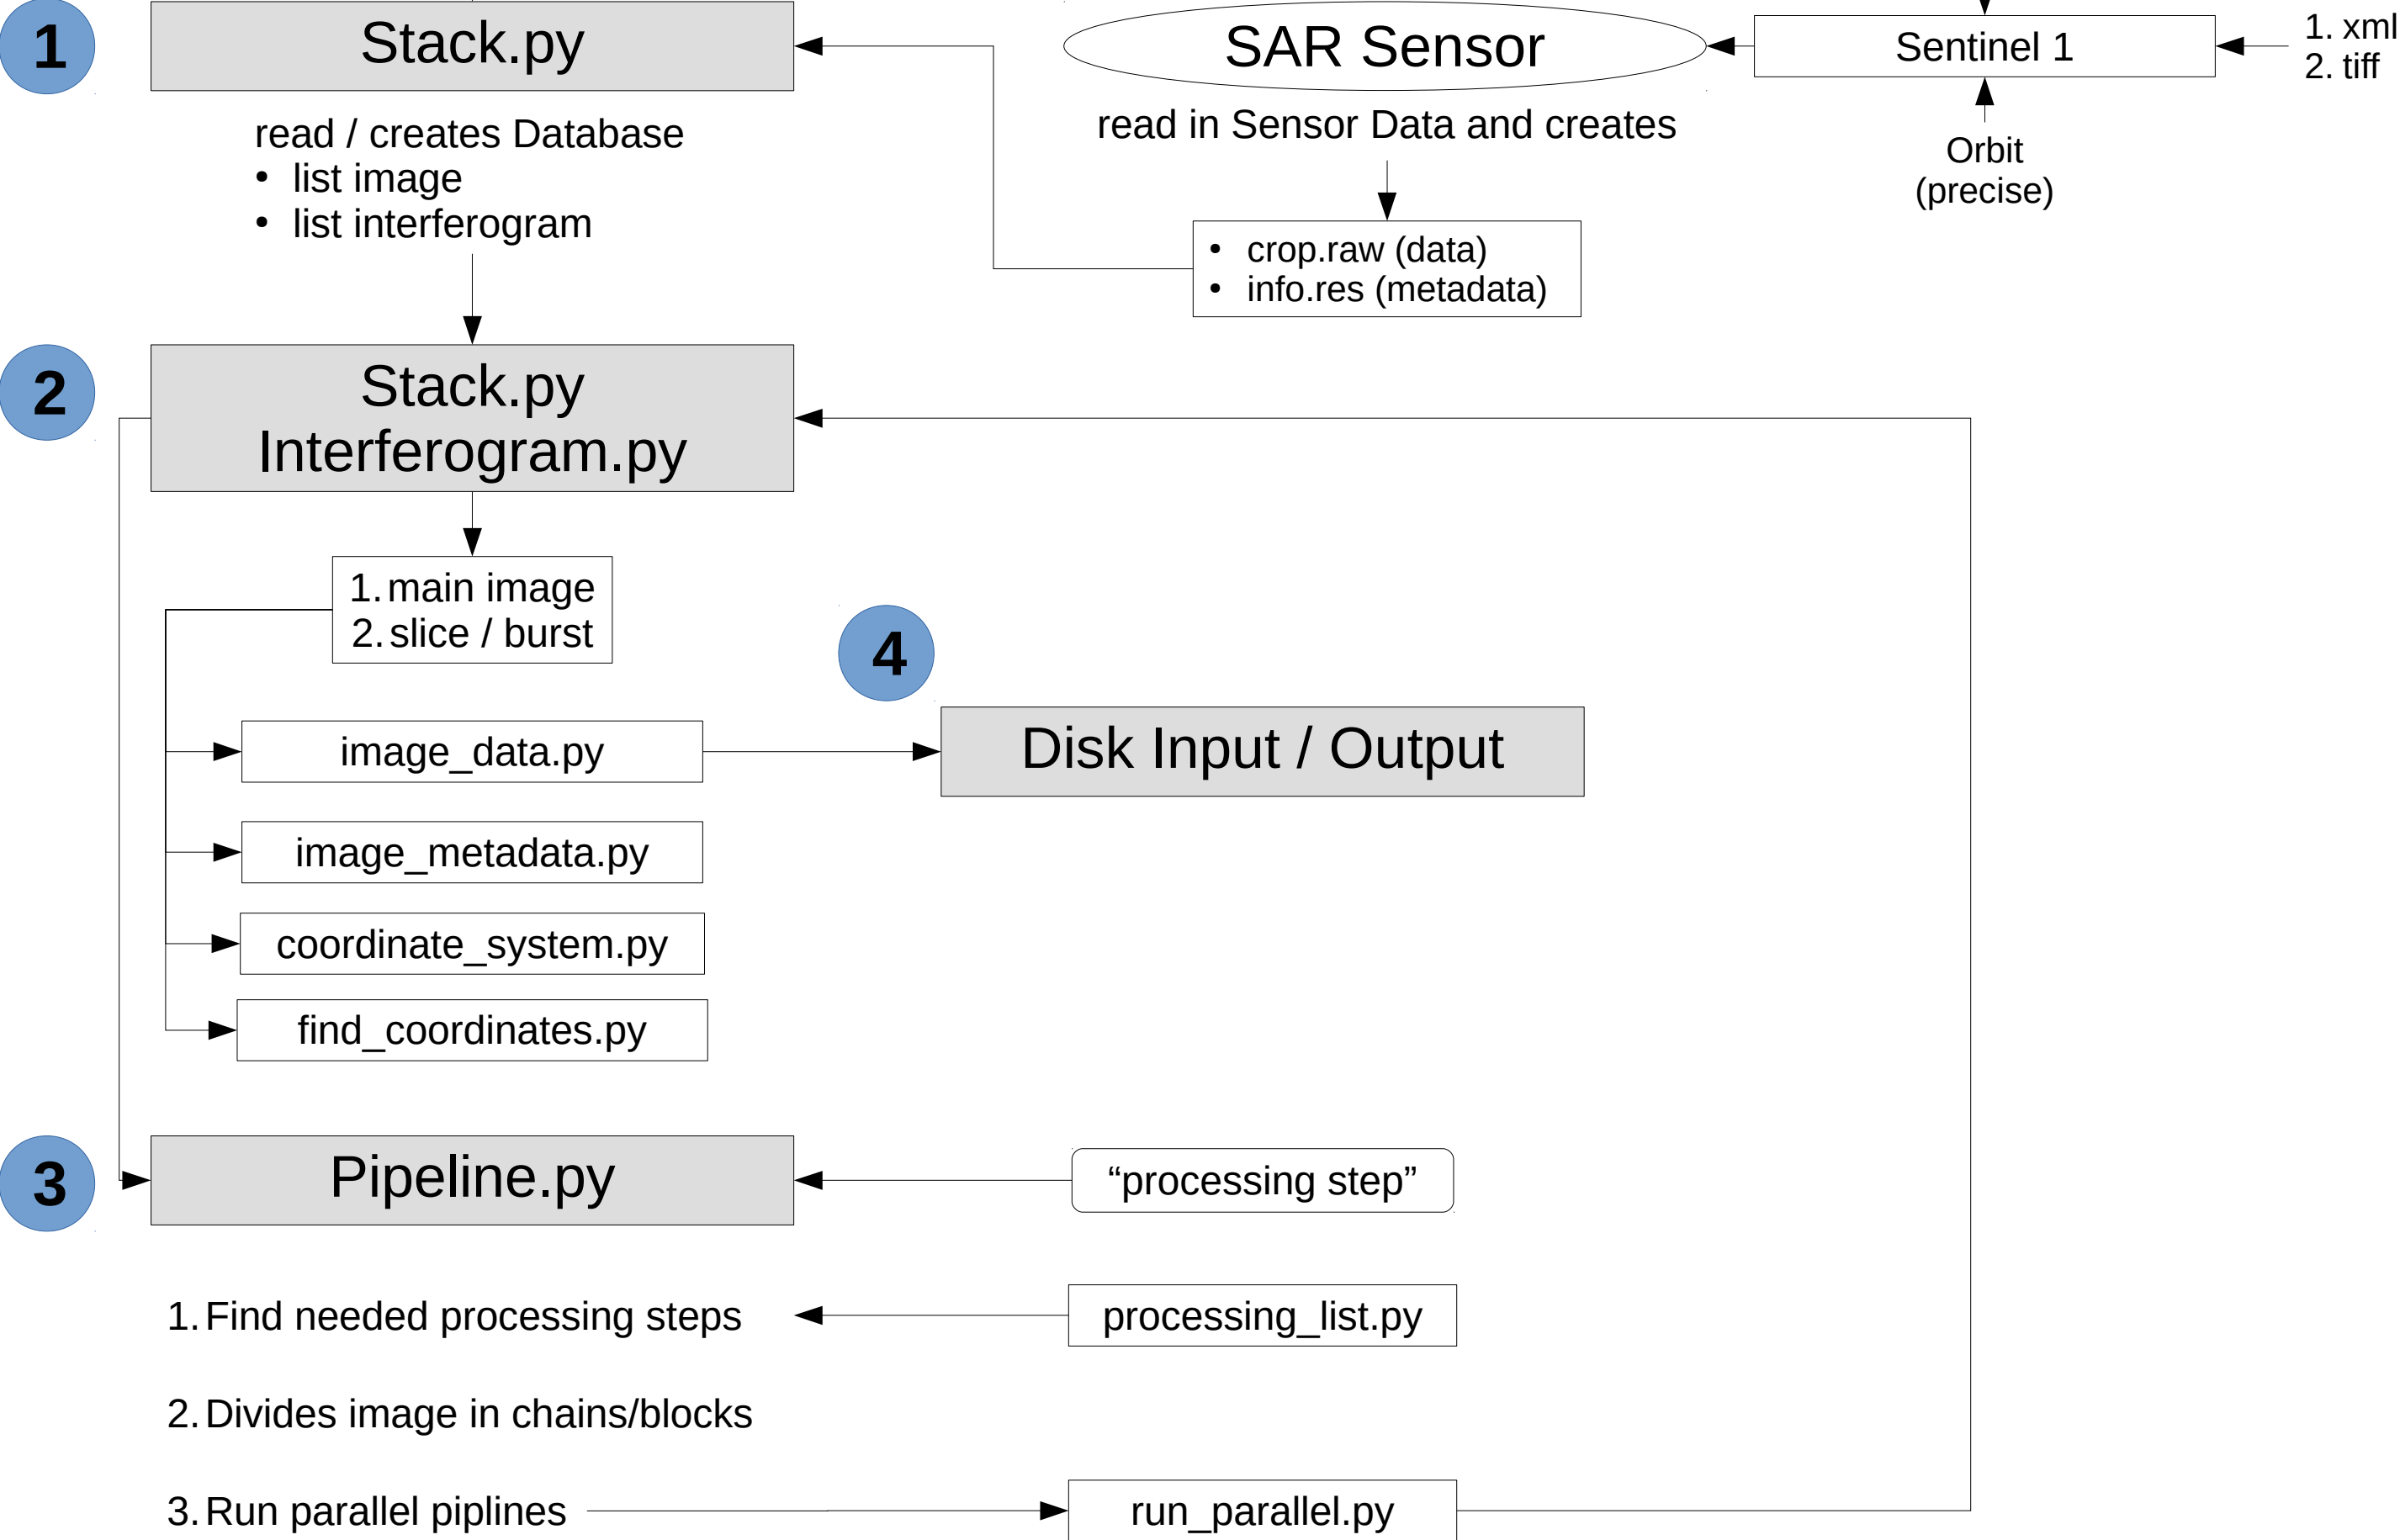 1
Stack.py
SAR Sensor
Sentinel 1
1. xml
2. tiff
read / creates Database
• list image
• list interferogram
read in Sensor Data and creates
Orbit
(precise)
• crop.raw (data)
• info.res (metadata)
2
Stack.py
Interferogram.py
1. main image
2. slice / burst
4
image_data.py
Disk Input / Output
image_metadata.py
coordinate_system.py
find_coordinates.py
3
Pipeline.py
“processing step”
1. Find needed processing steps
processing_list.py
2. Divides image in chains/blocks
3. Run parallel piplines
run_parallel.py